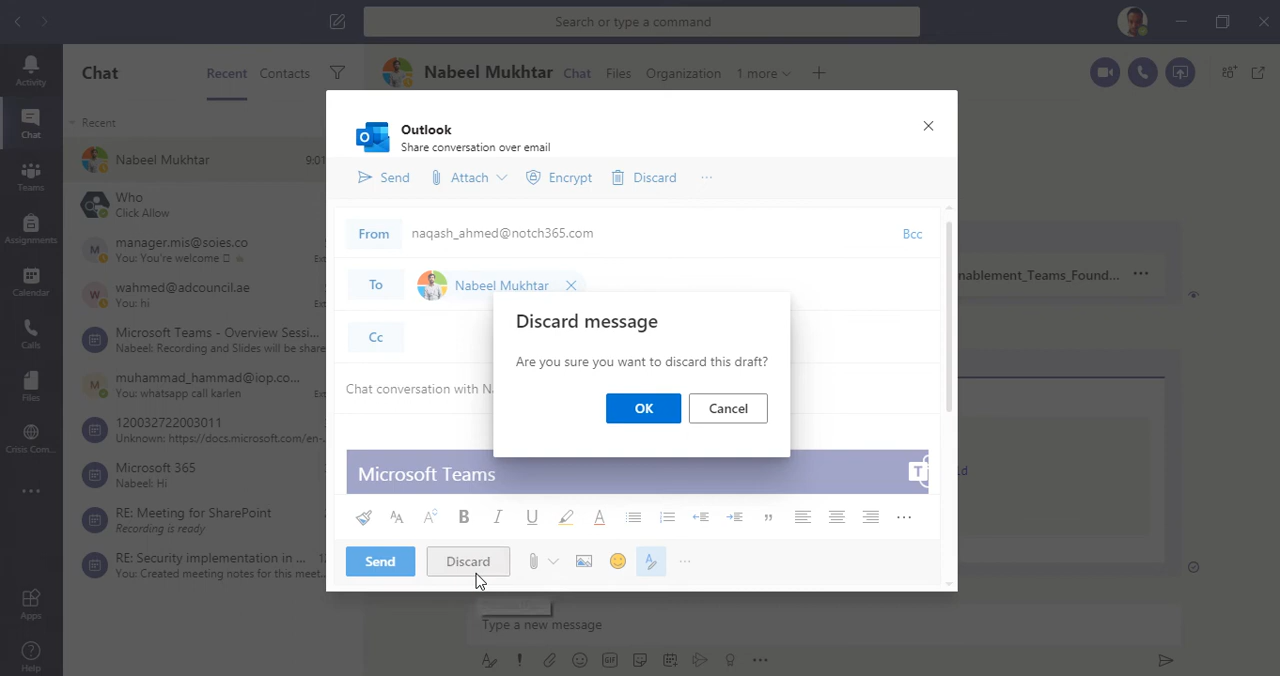 Search or type a command
Activity
Chat
Teams
Assignments
Calendar
Calls
Files
Crisis Com...
Apps
Help
Chat
Recent Contacts
Recent
Nabeel Mukhtar 9:01
Who
Click Allow
manager.mis@soies.co
You: You're welcome
wahmed@adcouncil.ae
You: hi
Microsoft Teams - Overview Sessi...
Nabeel: Recording and Slides will be share
muhammad_hammad@iop.co...
You: whatsapp call karlen
120032722003011
Unknown: https://docs.microsoft.com/en-
Microsoft 365
Nabeel: Hi
RE: Meeting for SharePoint
Recording is ready
RE: Security implementation in ...
You: Created meeting notes for this meet...
Nabeel Mukhtar Chat Files Organization 1 more
Outlook
Share conversation over email
Send Attach Encrypt Discard ...
From naqash_ahmed@notch365.com Bcc
To Nabeel Mukhtar
Cc
Chat conversation with
Discard message
Are you sure you want to discard this draft?
OK Cancel
Microsoft Teams
Send Discard
nablement_Teams_Found... ...
Type a new message